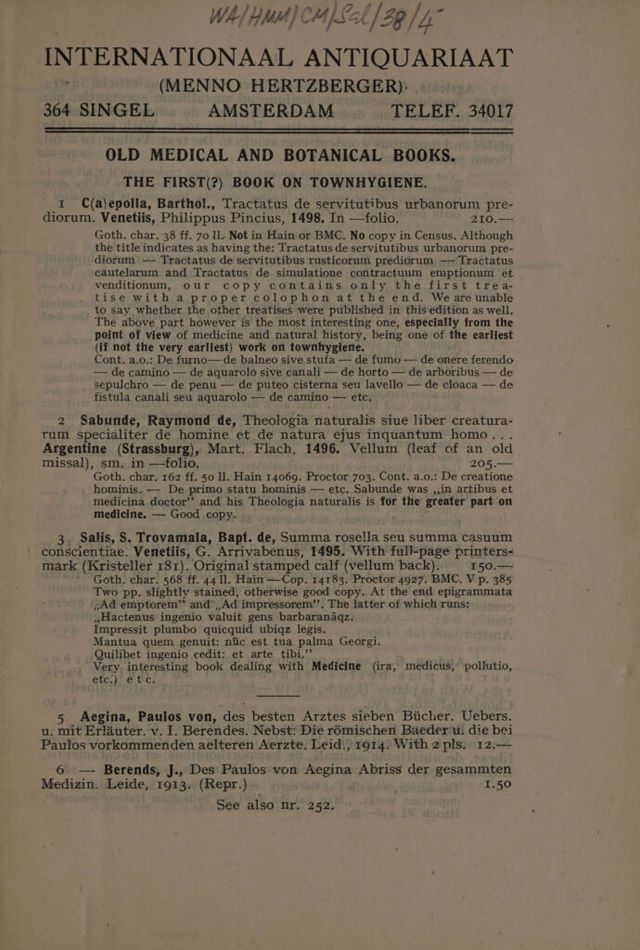 WA/HMM/CM/Sal/38/4
INTERNATIONAAL ANTIQUARIAAT
(MENNO HERTZBERGER)
364 SINGEL AMSTERDAM TELEF. 34017
OLD MEDICAL AND BOTANICAL BOOKS.
THE FIRST(?) BOOK ON TOWNHYGIENE.
1 C(a)epolla, Barthol., Tractatus de servitutibus urbanorum pre-
diorum. Venetiis, Philippus Pincius, 1498. In —folio. 210.—
Goth. char. 38 ff. 70 ll. Not in Hain or BMC. No copy in Census. Although
the title indicates as having the: Tractatus de servitutibus urbanorum pre-
diorum — Tractatus de servitutibus rusticorum prediorum — Tractatus
cautelarum and Tractatus de simulatione contractuum emptionum et
venditionum, our copy contains only the first trea-
tise with a proper colophon at the end. We are unable
to say whether the other treatises were published in this edition as well.
The above part however is the most interesting one, especially from the
point of view of medicine and natural history, being one of the earliest
(if not the very earliest) work on townhygiene.
Cont. a.o.: De furno— de balneo sive stufa — de fumo — de onere ferendo
— de camino — de aquarolo sive canali — de horto — de arboribus — de
sepulchro — de penu — de puteo cisterna seu lavello — de cloaca — de
fistula canali seu aquarolo — de camino — etc.
2 Sabunde, Raymond de, Theologia naturalis siue liber creatura-
rum specialiter de homine et de natura ejus inquantum homo...
Argentine (Strassburg), Mart. Flach, 1496. Vellum (leaf of an old
missal), sm. in —folio. 205.—
Goth. char. 162 ff. 50 ll. Hain 14069. Proctor 703. Cont. a.o.: De creatione
hominis. — De primo statu hominis — etc. Sabunde was „in artibus et
medicina doctor” and his Theologia naturalis is for the greater part on
medicine. — Good copy.
3. Salis, S. Trovamala, Bapt. de, Summa rosella seu summa casuum
conscientiae. Venetiis, G. Arrivabenus, 1495. With full-page printers-
mark (Kristeller 181). Original stamped calf (vellum back). 150.—
Goth. char. 568 ff. 44 ll. Hain —Cop. 14183. Proctor 4927. BMC. V p. 385
Two pp. slightly stained, otherwise good copy. At the end epigrammata
„Ad emptorem” and „Ad impressorem”. The latter of which runs:
„Hactenus ingenio valuit gens barbaranāqz.
Impressit plumbo quicquid ubiqz legis.
Mantua quem genuit: nūc est tua palma Georgi.
Quilibet ingenio cedit: et arte tibi.”
Very interesting book dealing with Medicine (ira, medicus, pollutio,
etc.) etc.
5 Aegina, Paulos von, des besten Arztes sieben Bücher. Uebers.
u. mit Erläuter. v. I. Berendes. Nebst: Die römischen Baeder u. die bei
Paulos vorkommenden aelteren Aerzte. Leid., 1914. With 2 pls. 12.—
6 — Berends, J., Des Paulos von Aegina Abriss der gesammten
Medizin. Leide, 1913. (Repr.) 1.50
See also nr. 252.